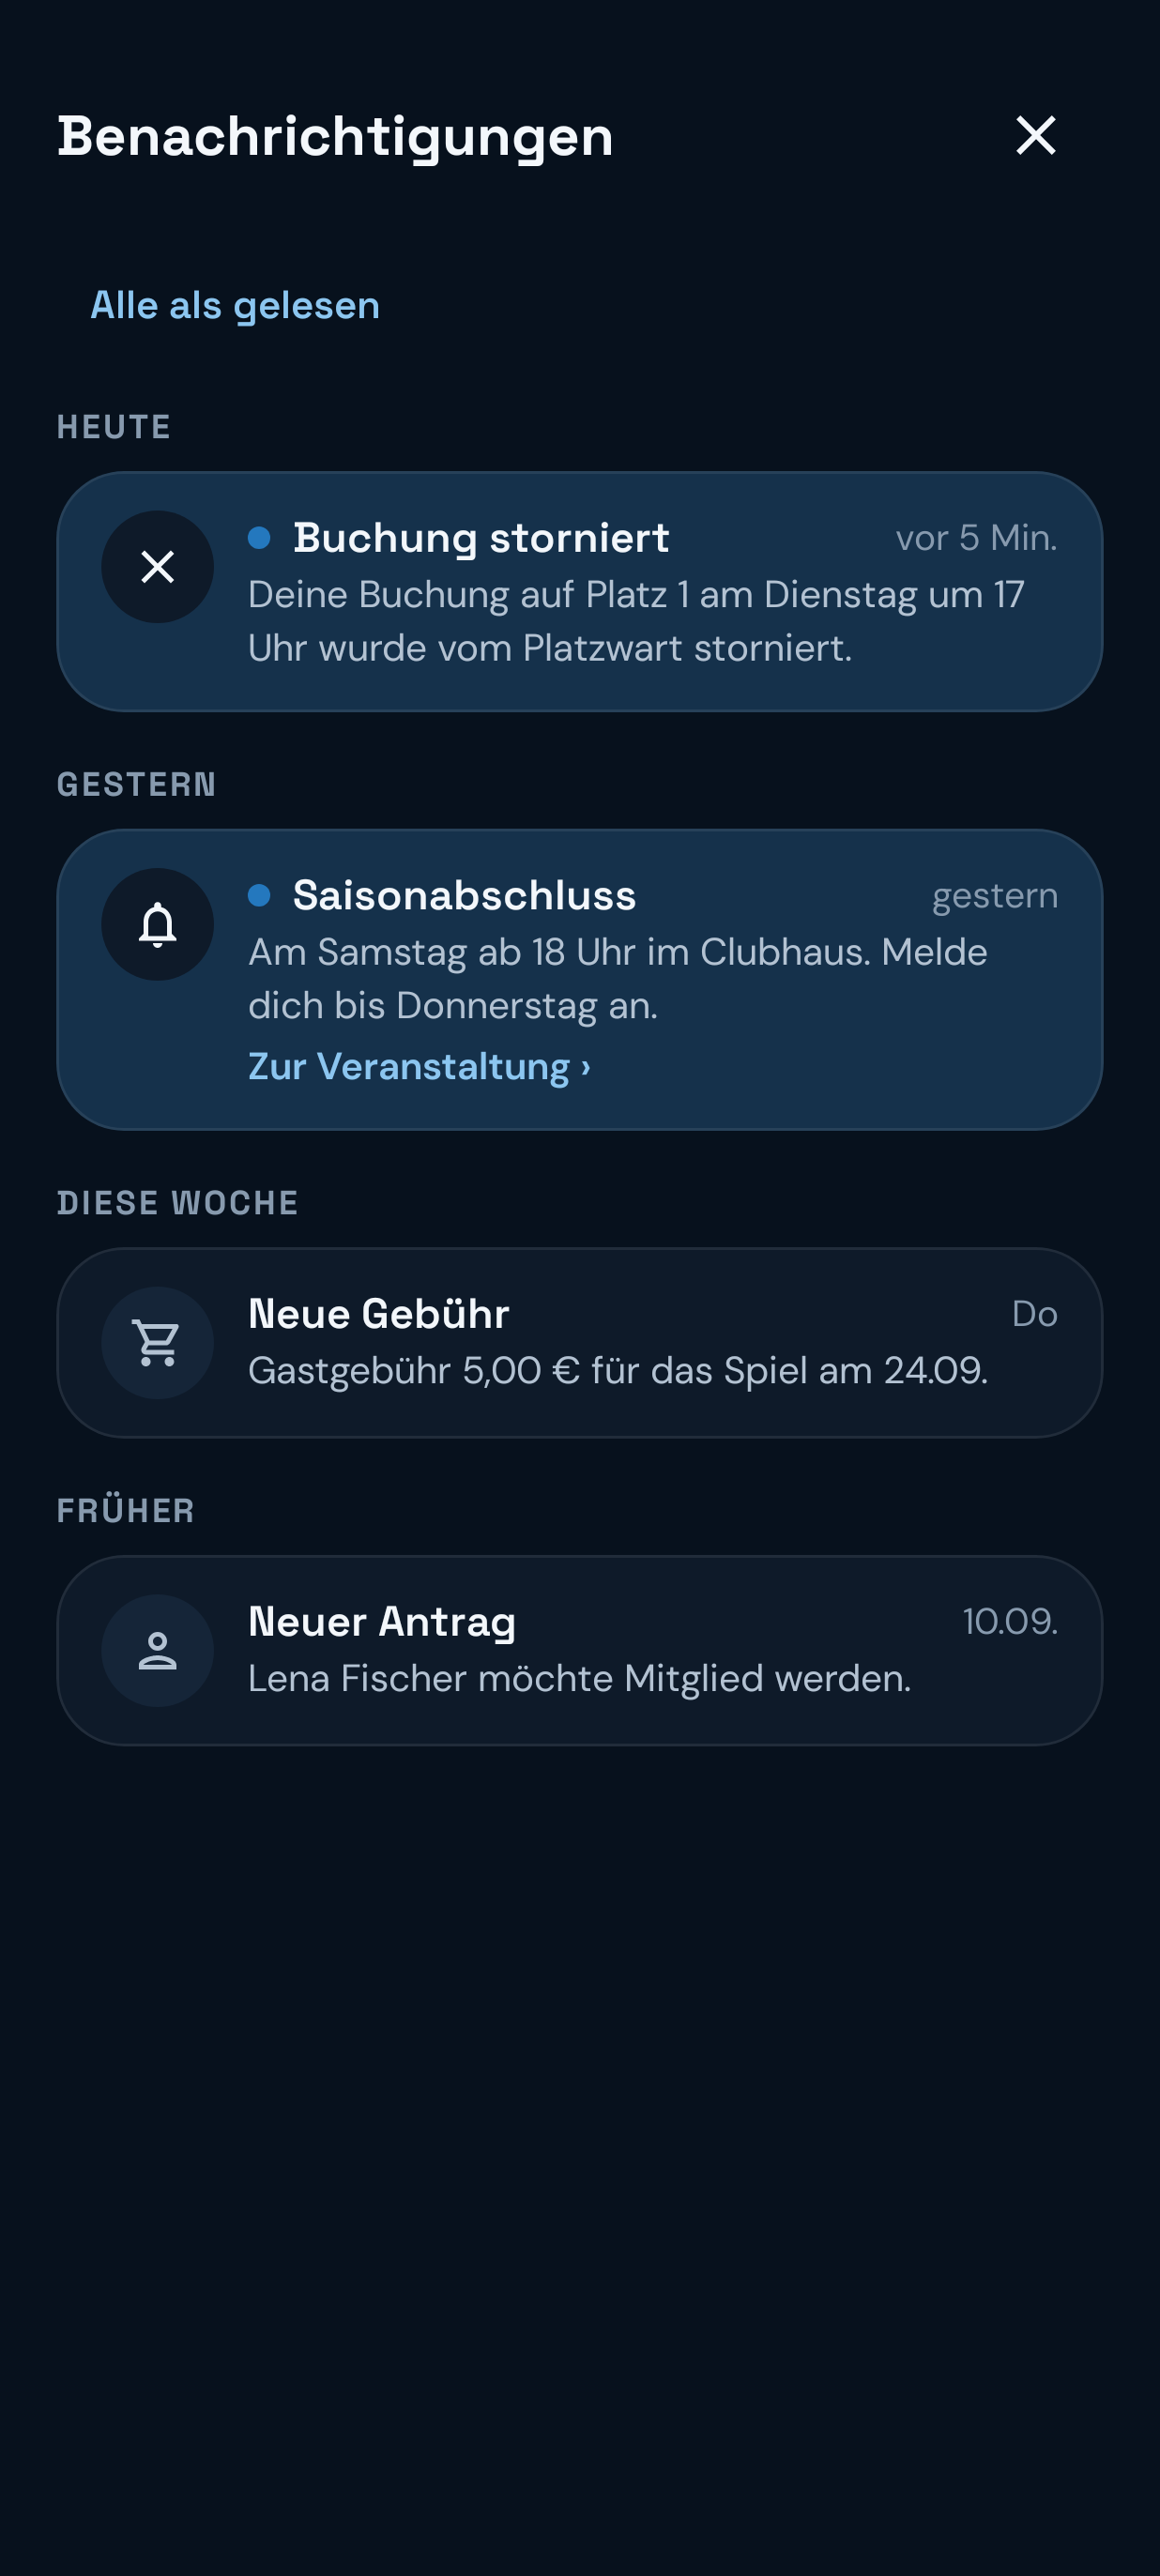 Benachrichtigungen
Alle als gelesen
HEUTE
Buchung storniert vor 5 Min.
Deine Buchung auf Platz 1 am Dienstag um 17
Uhr wurde vom Platzwart storniert.
GESTERN
Saisonabschluss gestern
Am Samstag ab 18 Uhr im Clubhaus. Melde
dich bis Donnerstag an.
Zur Veranstaltung ›
DIESE WOCHE
Neue Gebühr Do
Gastgebühr 5,00 € für das Spiel am 24.09.
FRÜHER
Neuer Antrag 10.09.
Lena Fischer möchte Mitglied werden.